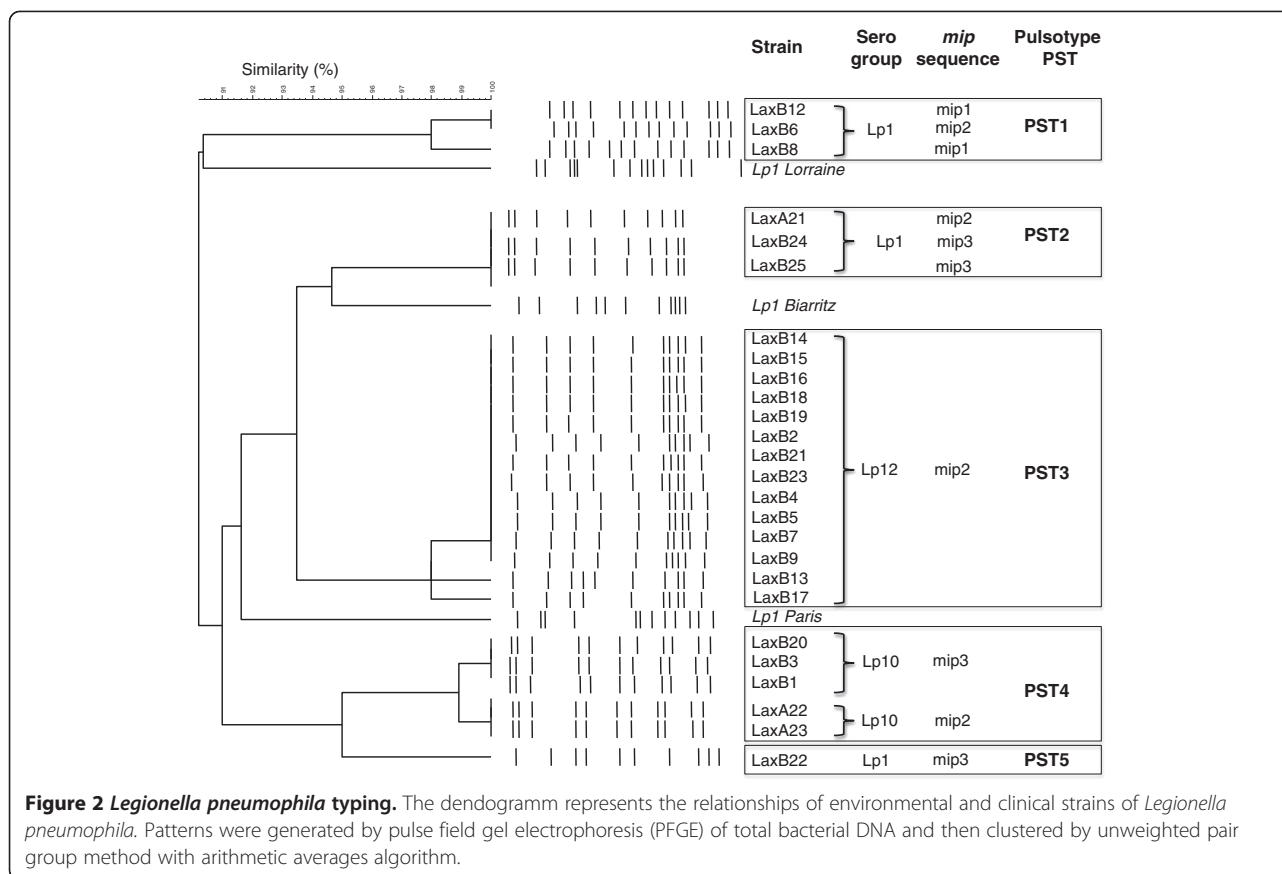 Strain Sero group mip sequence Pulsotype PST
Similarity (%)
91 92 93 94 95 96 97 98 99 100
LaxB12 mip1
LaxB6 Lp1 mip2 PST1
LaxB8 mip1
Lp1 Lorraine
LaxA21 mip2
LaxB24 Lp1 mip3 PST2
LaxB25 mip3
Lp1 Biarritz
LaxB14
LaxB15
LaxB16
LaxB18
LaxB19
LaxB2
LaxB21
LaxB23 Lp12 mip2 PST3
LaxB4
LaxB5
LaxB7
LaxB9
LaxB13
LaxB17
Lp1 Paris
LaxB20
LaxB3 Lp10 mip3
LaxB1
PST4
LaxA22 Lp10 mip2
LaxA23
LaxB22 Lp1 mip3 PST5
Figure 2 Legionella pneumophila typing. The dendogramm represents the relationships of environmental and clinical strains of Legionella
pneumophila. Patterns were generated by pulse field gel electrophoresis (PFGE) of total bacterial DNA and then clustered by unweighted pair
group method with arithmetic averages algorithm.